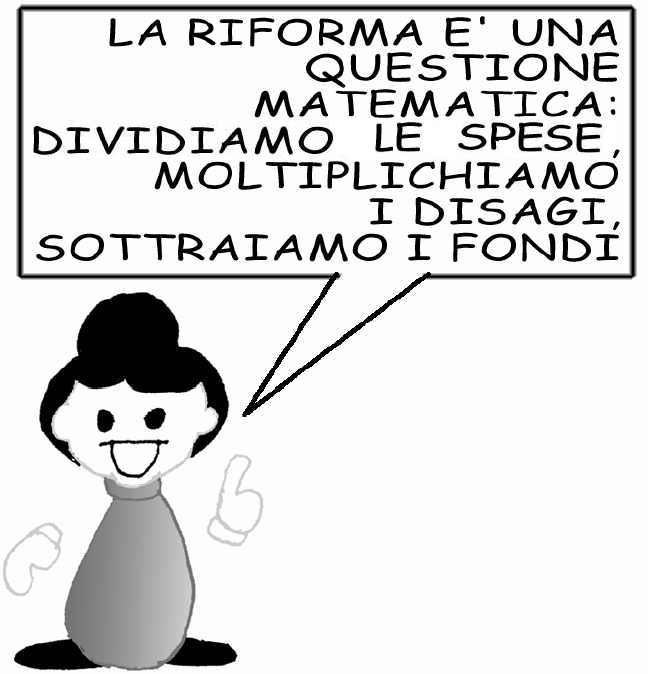 LA RIFORMA E' UNA
QUESTIONE
MATEMATICA:
DIVIDIAMO LE SPESE,
MOLTIPLICHIAMO
I DISAGI,
SOTTRAIAMO I FONDI